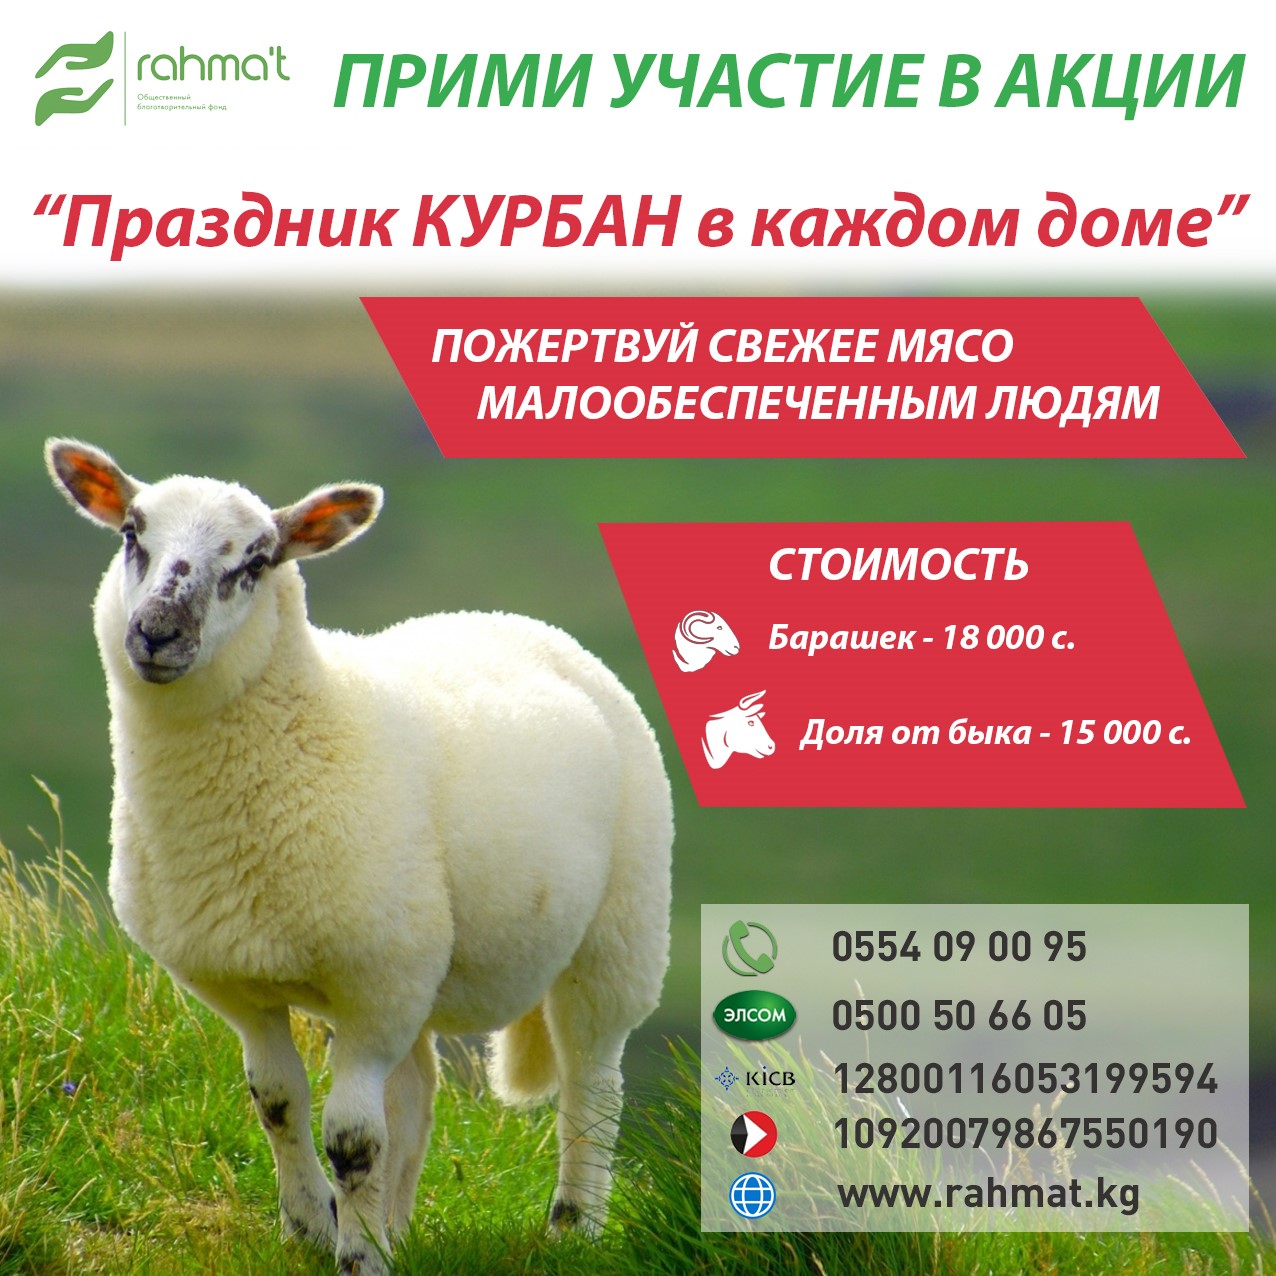 rahma't
Общественный
благотворительный фонд
ПРИМИ УЧАСТИЕ В АКЦИИ
“Праздник КУРБАН в каждом доме”
ПОЖЕРТВУЙ СВЕЖЕЕ МЯСО
МАЛООБЕСПЕЧЕННЫМ ЛЮДЯМ
СТОИМОСТЬ
Барашек - 18 000 с.
Доля от быка - 15 000 с.
0554 09 00 95
ЭЛСОМ 0500 50 66 05
KICB 12800116053199594
10920079867550190
www.rahmat.kg